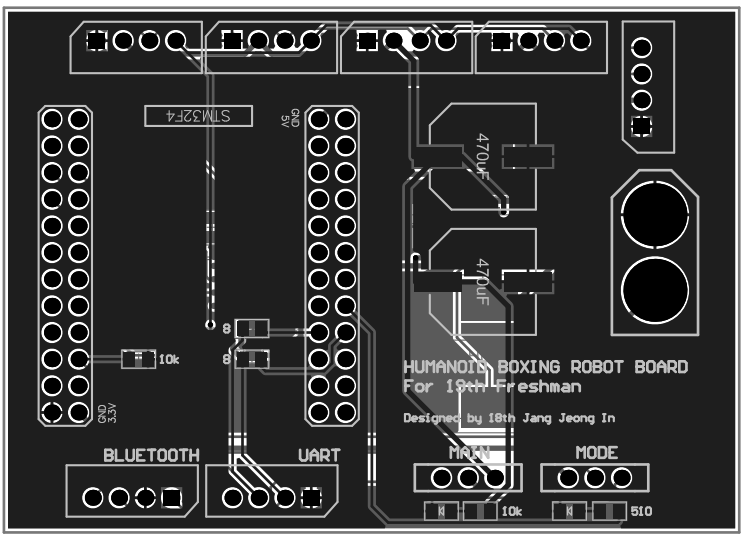 STM32F4
GND
5V
470uF
470uF
8
8
10k
GND
3.3V
HUMANOID BOXING ROBOT BOARD
For 19th Freshman
Designed by 18th Jang Jeong In
BLUETOOTH
UART
MAIN
MODE
10k
510